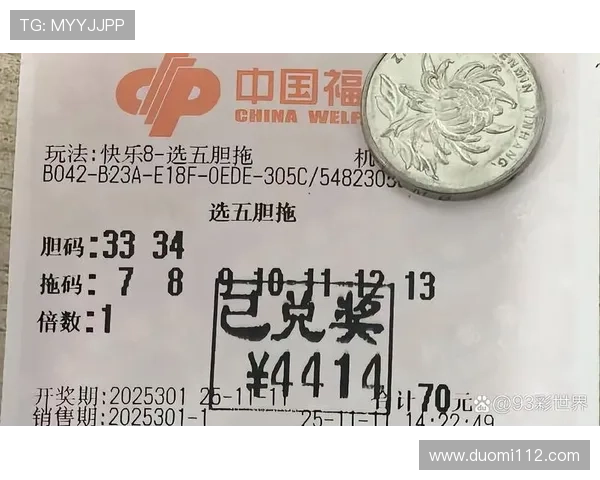 TG: MYYJJPP
中国福
CHINA WELF
玩法:快乐8-选五胆拖 机
B042-B23A-E18F-0EDE-305C/5482305
选五胆拖
胆码:33 34
拖码: 7 8 9 10 11 12 13
倍数:1
已兑奖
¥4414
开奖期:2025301 25-11-11 合计70元
销售期:2025301-1 25-11-11 14:22:49
@93彩世界
www.duomi112.com